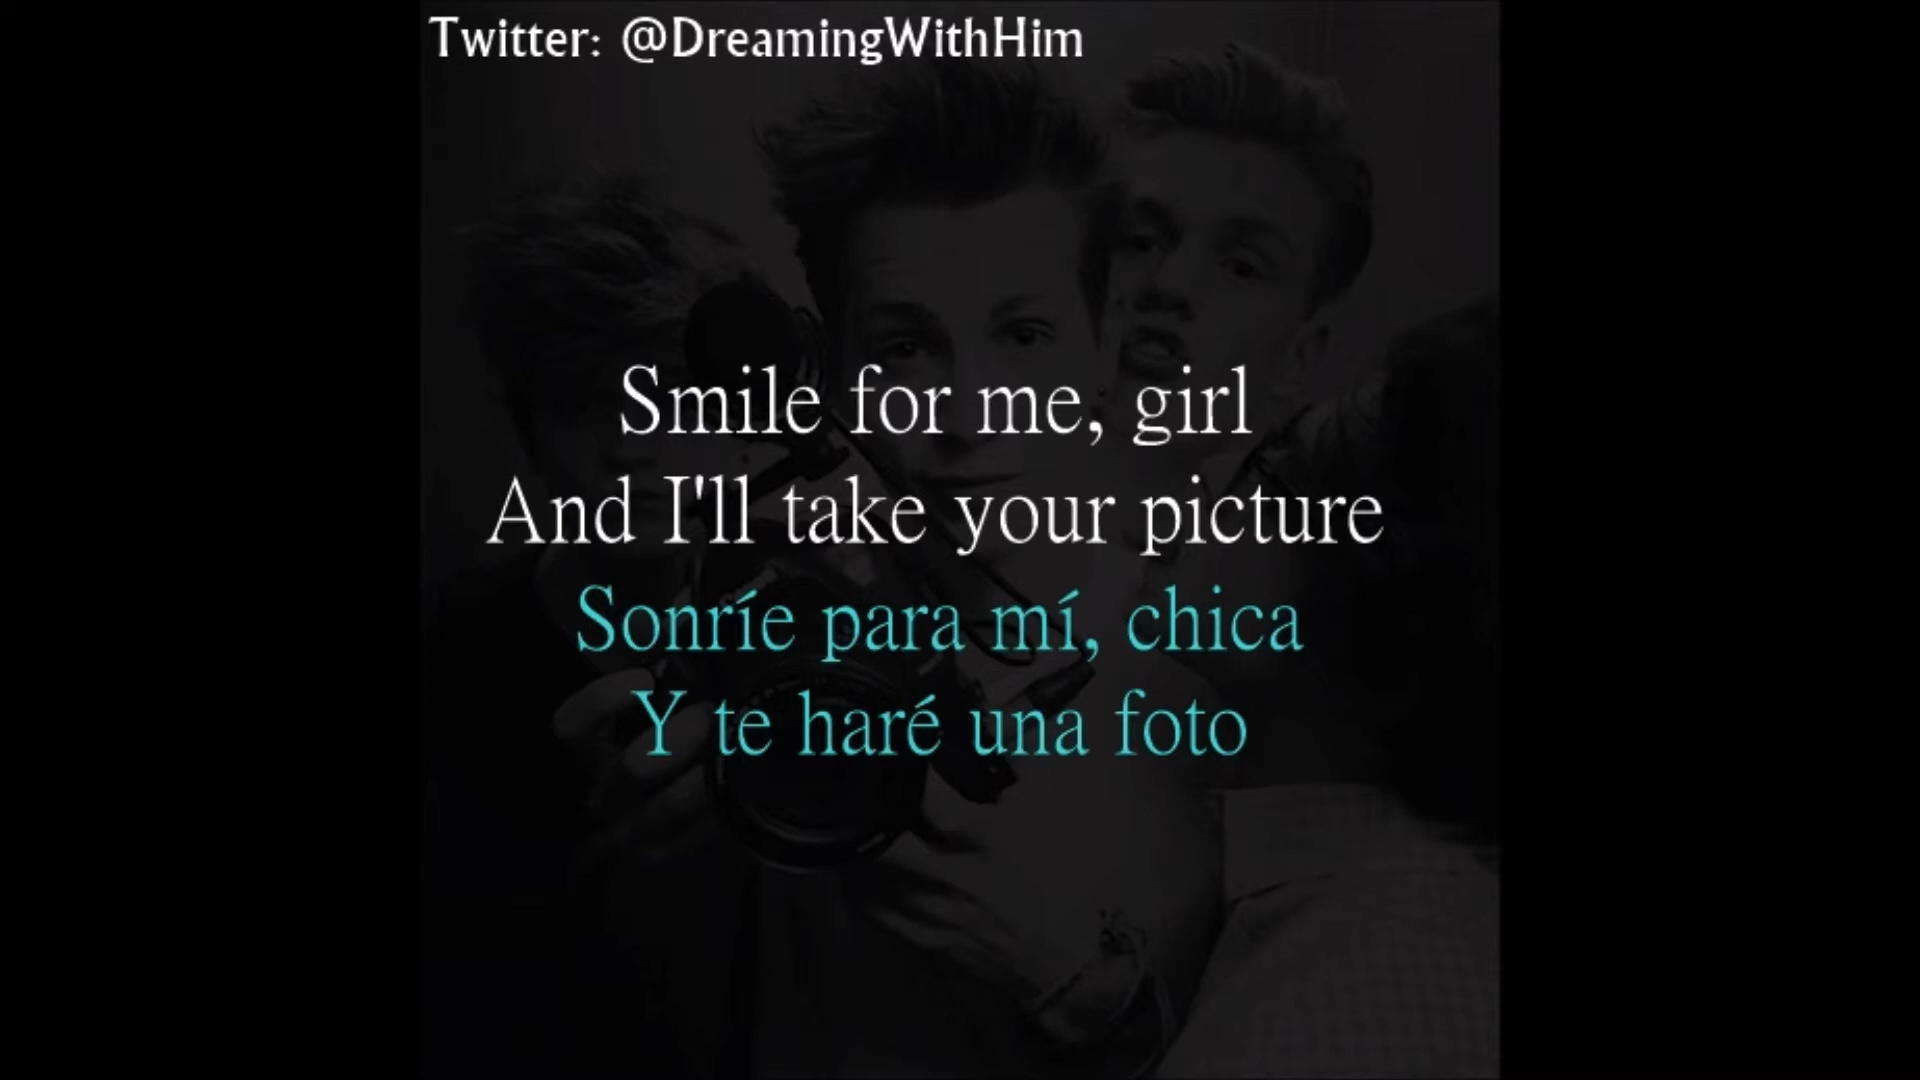 Twitter: @DreamingWithHim
Smile for me, girl
And I'll take your picture
Sonríe para mí, chica
Y te haré una foto